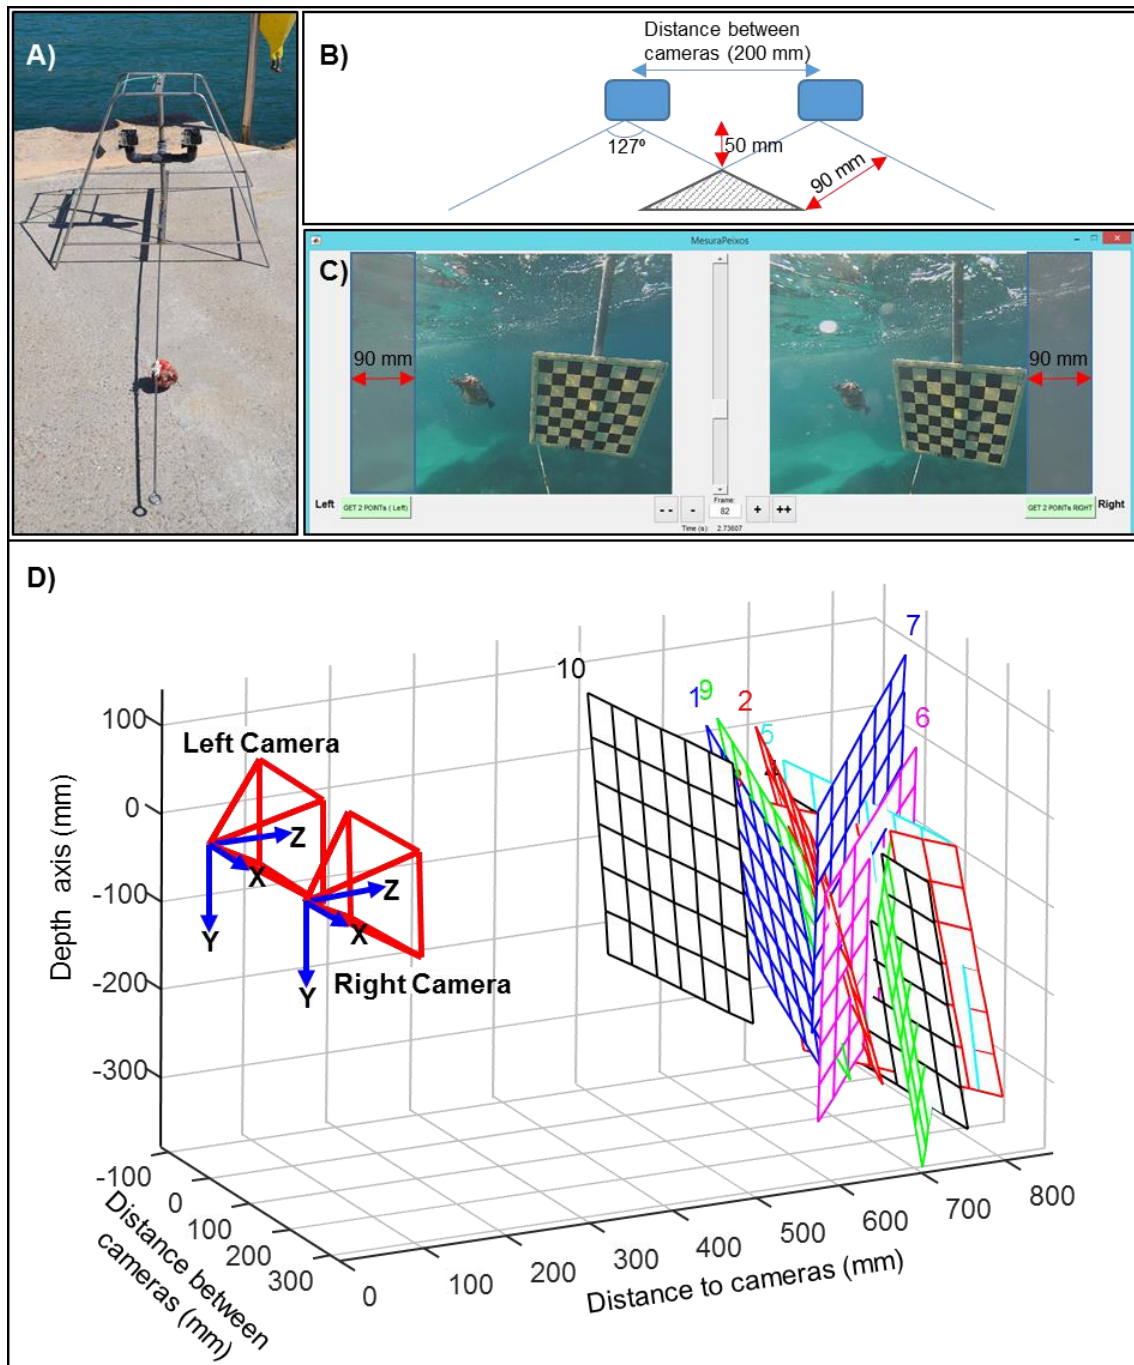 A)
B)
Distance between
cameras (200 mm)
127º
50 mm
90 mm
MesuraPeixos
C)
90 mm
90 mm
Left
GET 2 POINTs ( Left)
- -
-
Frame:
82
+
++
GET 2 POINTs RIGHT
Right
Time (s): 2.73607
D)
10
1
9
2
5
7
6
Left Camera
Z
X
Y
Z
X
Y
Right Camera
100
0
-100
-200
-300
Depth axis (mm)
-100
0
100
200
300
Distance between
cameras (mm)
0
100
200
300
400
500
600
700
800
Distance to cameras (mm)